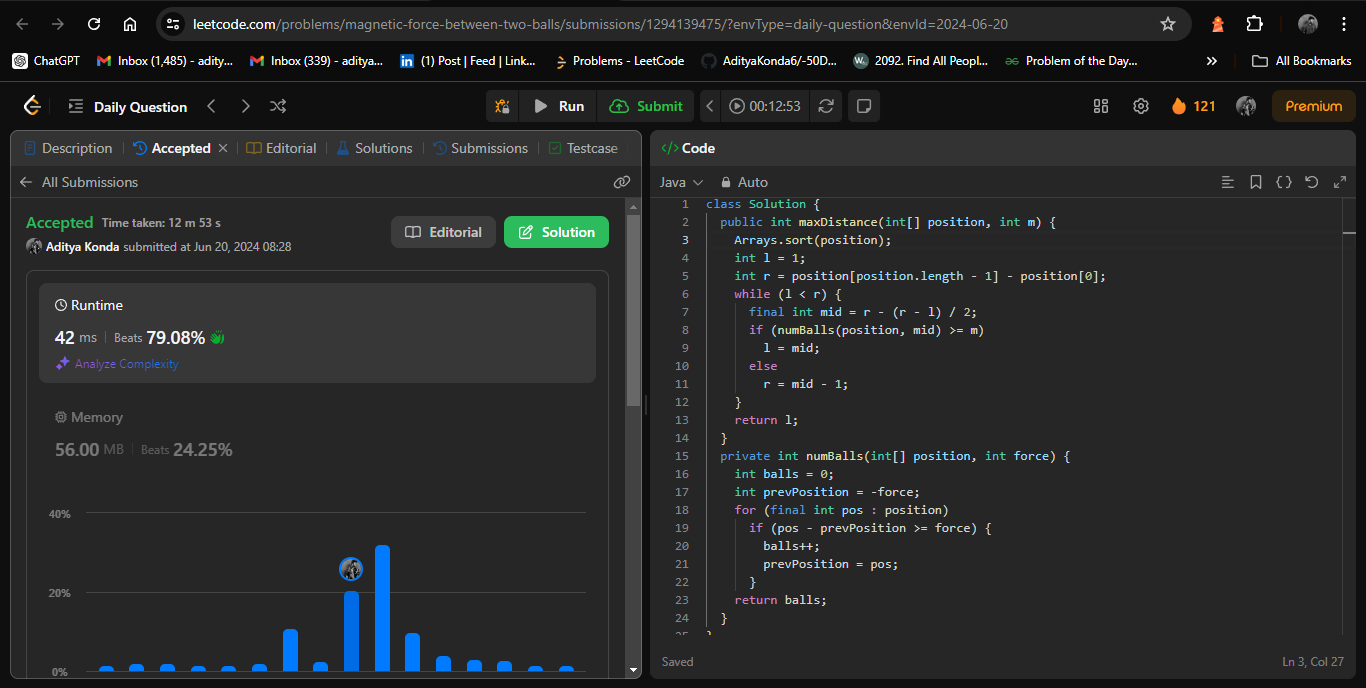 leetcode.com/problems/magnetic-force-between-two-balls/submissions/1294139475/?envType=daily-question&envId=2024-06-20
ChatGPT
Inbox (1,485) - adity...
Inbox (339) - aditya...
(1) Post | Feed | Link...
Problems - LeetCode
AdityaKonda6/-50D...
2092. Find All Peopl...
Problem of the Day...
All Bookmarks
Daily Question
Run
Submit
00:12:53
121
Premium
Description
Accepted
Editorial
Solutions
Submissions
Testcase
All Submissions
Accepted Time taken: 12 m 53 s
Aditya Konda submitted at Jun 20, 2024 08:28
Editorial
Solution
Runtime
42 ms Beats 79.08%
Analyze Complexity
Memory
56.00 MB Beats 24.25%
40%
20%
0%
</> Code
Java
Auto
1 class Solution {
2 public int maxDistance(int[] position, int m) {
3 Arrays.sort(position);
4 int l = 1;
5 int r = position[position.length - 1] - position[0];
6 while (l < r) {
7 final int mid = r - (r - l) / 2;
8 if (numBalls(position, mid) >= m)
9 l = mid;
10 else
11 r = mid - 1;
12 }
13 return l;
14 }
15 private int numBalls(int[] position, int force) {
16 int balls = 0;
17 int prevPosition = -force;
18 for (final int pos : position)
19 if (pos - prevPosition >= force) {
20 balls++;
21 prevPosition = pos;
22 }
23 return balls;
24 }
Saved
Ln 3, Col 27